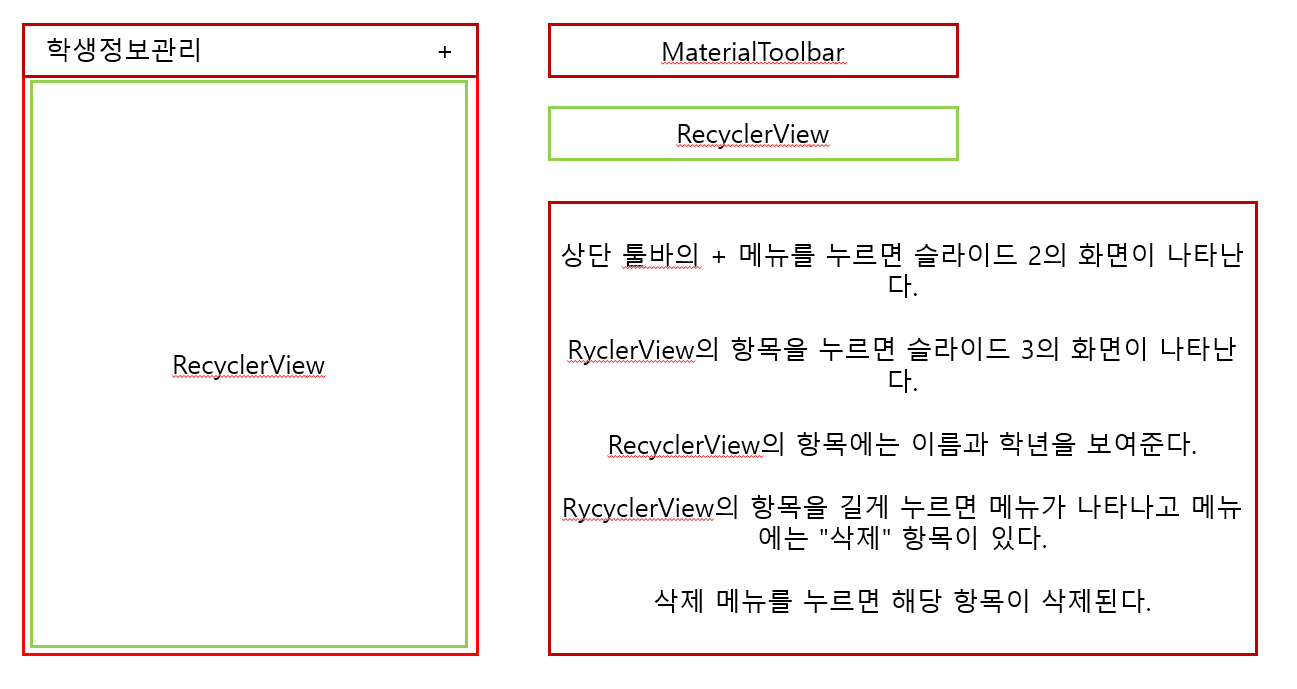 학생정보관리 +
RecyclerView
MaterialToolbar
RecyclerView
상단 툴바의 + 메뉴를 누르면 슬라이드 2의 화면이 나타난
다.
RyclerView의 항목을 누르면 슬라이드 3의 화면이 나타난
다.
RecyclerView의 항목에는 이름과 학년을 보여준다.
RycyclerView의 항목을 길게 누르면 메뉴가 나타나고 메뉴
에는 "삭제" 항목이 있다.
삭제 메뉴를 누르면 해당 항목이 삭제된다.